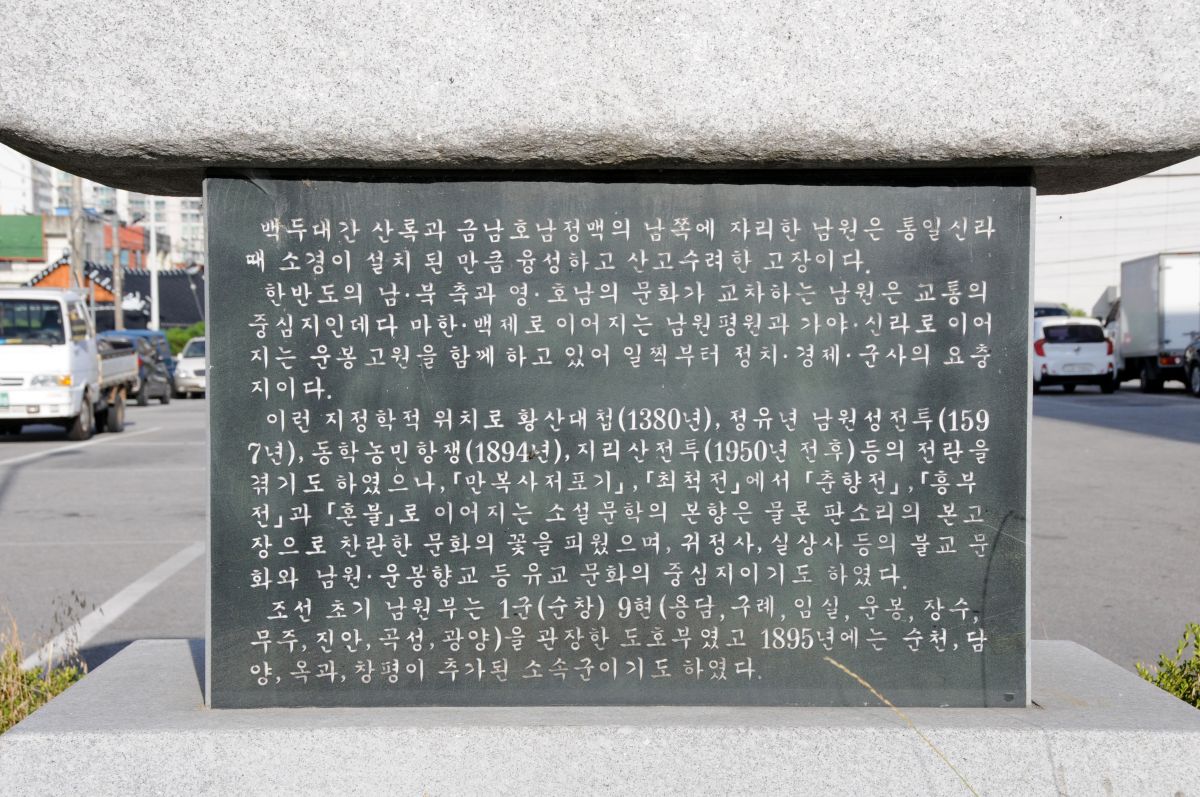 백두대간 산록과 금남호남정맥의 남쪽에 자리한 남원은 통일신라
때 소경이 설치 된 만큼 융성하고 산고수려한 고장이다.
한반도의 남·북 축과 영·호남의 문화가 교차하는 남원은 교통의
중심지인데다 마한·백제로 이어지는 남원평원과 가야·신라로 이어
지는 운봉고원을 함께하고 있어 일찍부터 정치·경제·군사의 요충
지이다.
이런 지정학적 위치로 황산대첩(1380년), 정유년 남원성전투(159
7년), 동학농민항쟁(1894년), 지리산전투(1950년 전후)등의 전란을
겪기도 하였으나, 「만복사저포기」, 「최척전」에서 「춘향전」, 「흥부
전」과 「혼불」로 이어지는 소설문학의 본향은 물론 판소리의 본고
장으로 찬란한 문화의 꽃을 피웠으며, 귀정사, 실상사 등의 불교 문
화와 남원·운봉향교 등 유교 문화의 중심지이기도 하였다.
조선 초기 남원부는 1군(순창) 9현(용담, 구례, 임실, 운봉, 장수,
무주, 진안, 곡성, 광양)을 관장한 도호부였고 1895년에는 순천, 담
양, 옥과, 창평이 추가된 소속군이기도 하였다.